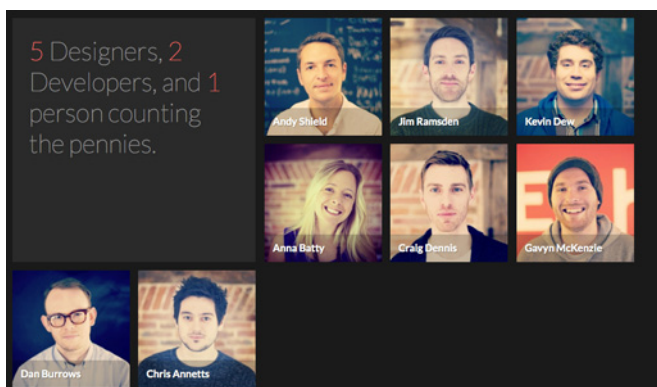 5 Designers, 2
Developers, and 1
person counting
the pennies.
Andy Shield
Jim Ramsden
Kevin Dew
Anna Batty
Craig Dennis
Gavyn McKenzie
Dan Burrows
Chris Annetts